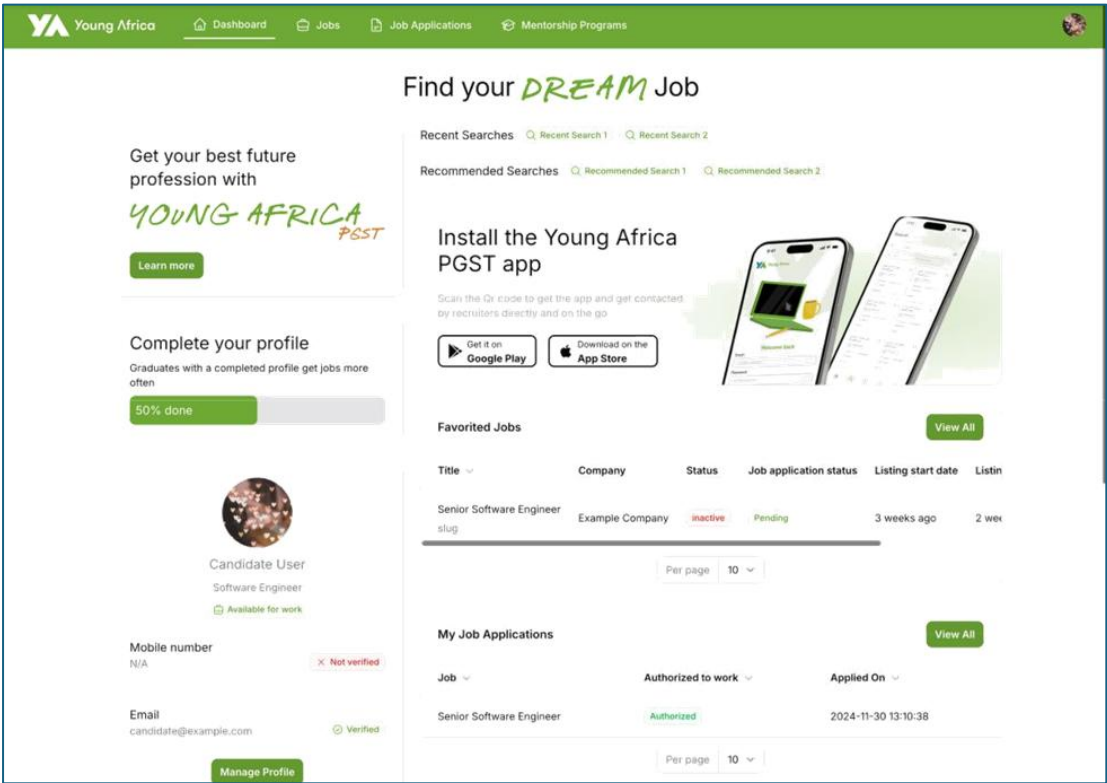 YA Young Africa
Dashboard
Jobs
Job Applications
Mentorship Programs
Find your DREAM Job
Get your best future
profession with
YOUNG AFRICA
PGST
Learn more
Complete your profile
Graduates with a completed profile get jobs more
often
50% done
Candidate User
Software Engineer
Available for work
Mobile number
N/A
Not verified
Email
candidate@example.com
Verified
Manage Profile
Recent Searches Recent Search 1 Recent Search 2
Recommended Searches Recommended Search 1 Recommended Search 2
Install the Young Africa
PGST app
Scan the Qr code to get the app and get contacted
by recruiters directly and on the go
Get it on
Google Play
Download on the
App Store
YA Young Africa
Welcome back
Favorited Jobs
View All
Title Company Status Job application status Listing start date Listin
Senior Software Engineer
slug
Example Company inactive Pending 3 weeks ago 2 wee
Per page 10
My Job Applications
View All
Job Authorized to work Applied On
Senior Software Engineer Authorized 2024-11-30 13:10:38
Per page 10